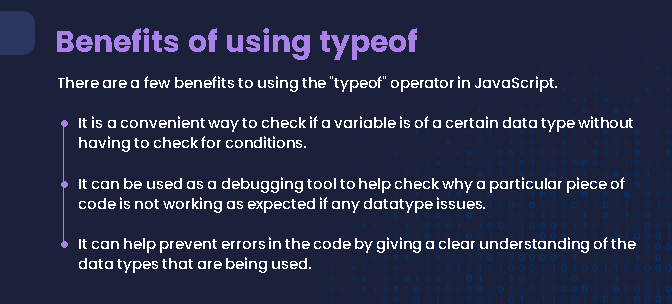 Benefits of using typeof
There are a few benefits to using the "typeof" operator in JavaScript.
It is a convenient way to check if a variable is of a certain data type without
having to check for conditions.
It can be used as a debugging tool to help check why a particular piece of
code is not working as expected if any datatype issues.
It can help prevent errors in the code by giving a clear understanding of the
data types that are being used.